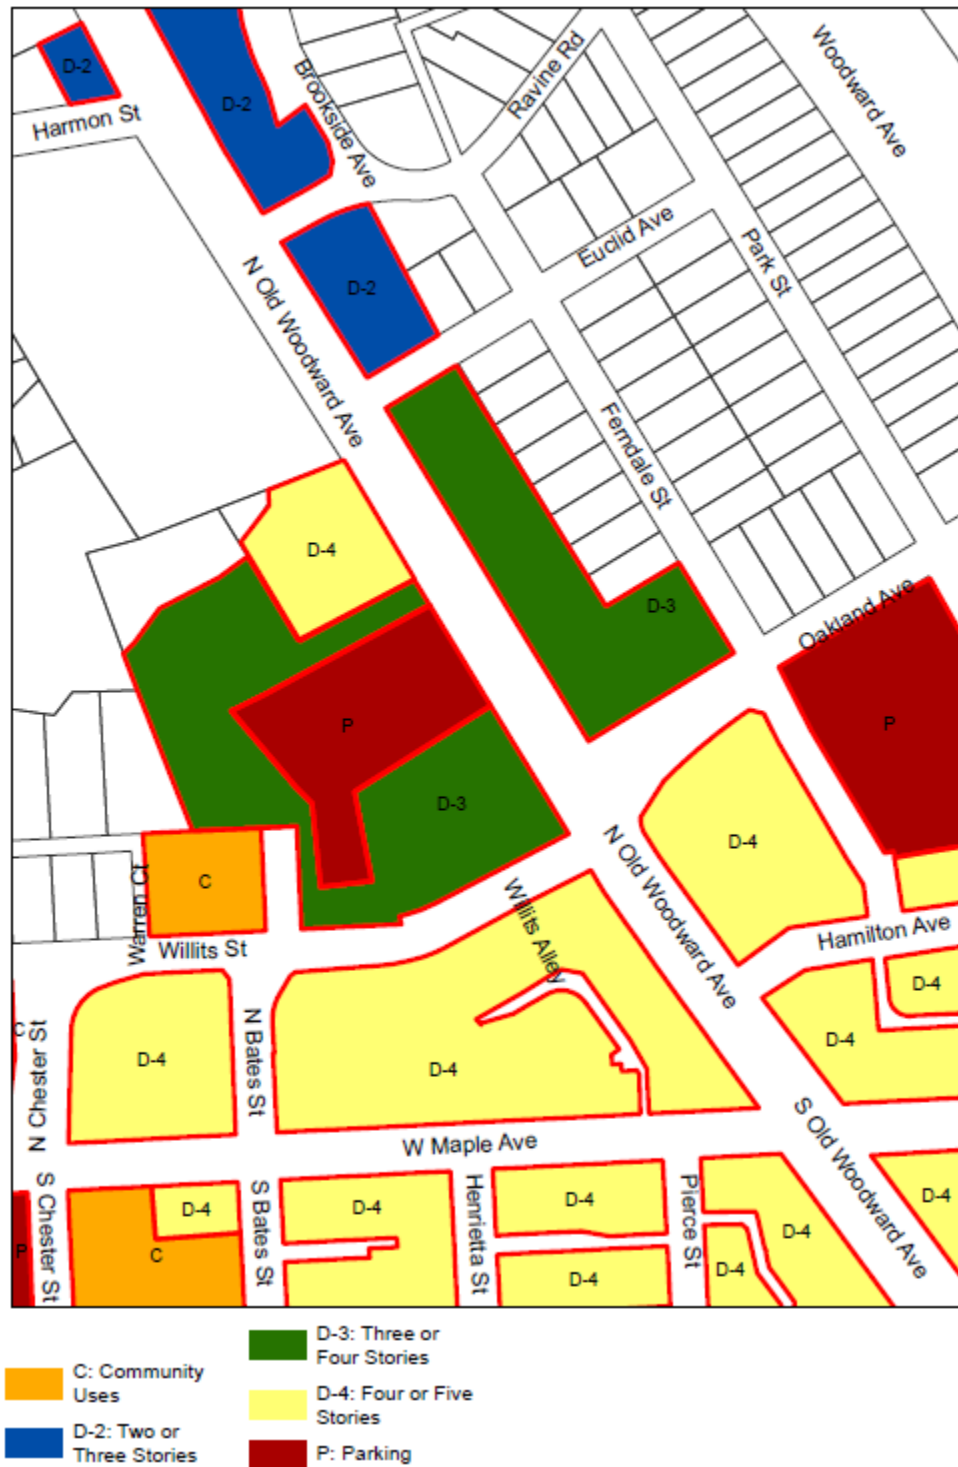 Woodward Ave
Ravine Rd
D-2
Brookside Ave
D-2
Harmon St
Euclid Ave
Park St
D-2
N Old Woodward Ave
Ferndale St
D-4
D-3
Oakland Ave
P
P
D-3
D-4
N Old Woodward Ave
C
Warren Ct
Willits St
Willits Alley
Hamilton Ave
D-4
C
N Chester St
D-4
N Bates St
D-4
D-4
W Maple Ave
S Old Woodward Ave
S Chester St
D-4
S Bates St
D-4
Henrietta St
D-4
Pierce St
D-4
D-4
P
C
D-4
D-4
C: Community
Uses
D-2: Two or
Three Stories
D-3: Three or
Four Stories
D-4: Four or Five
Stories
P: Parking